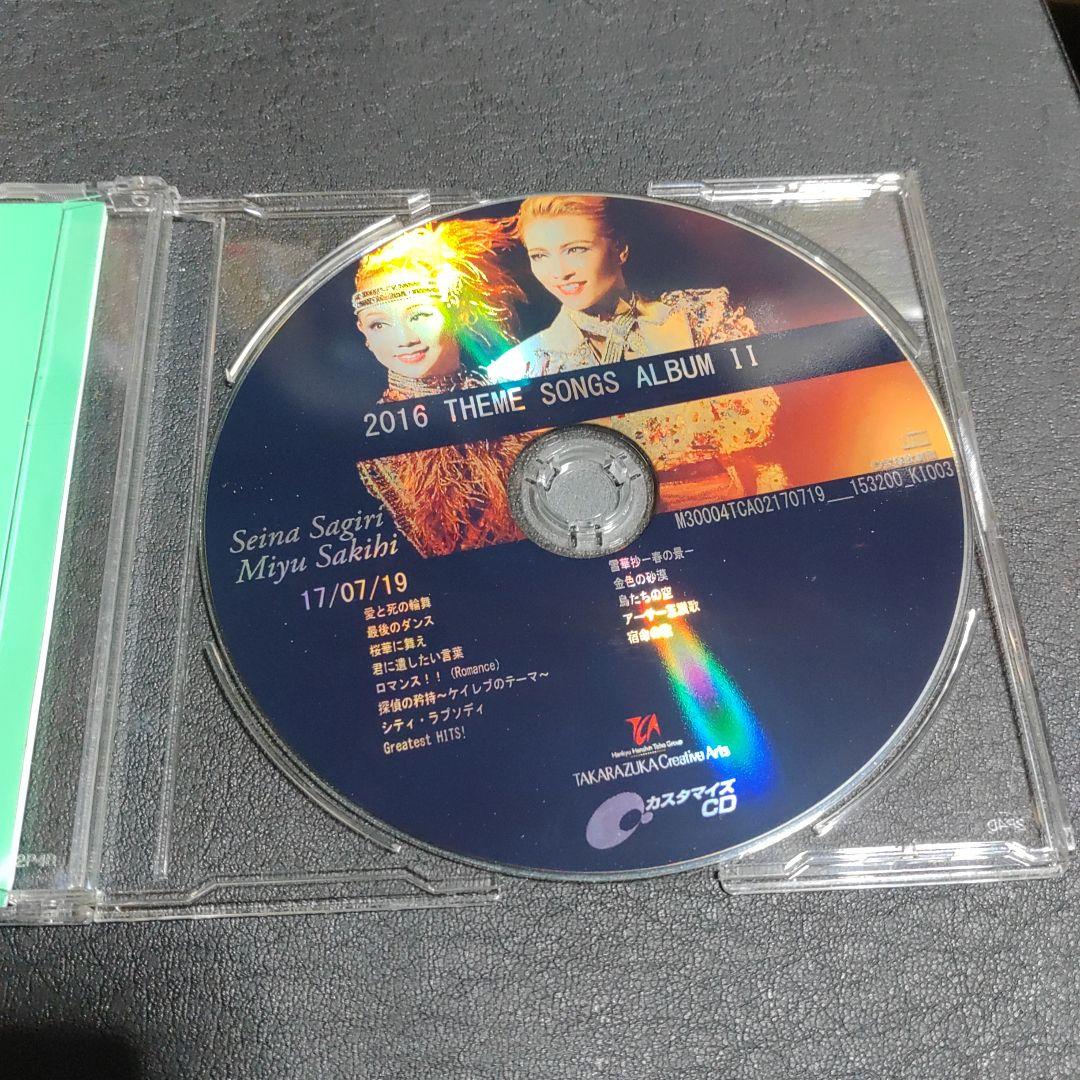 2016 THEME SONGS ALBUM II
M30004TCA02170719___153200_K1003
Seina Sagiri
Miyu Sakihi
17/07/19
愛と死の輪舞
最後のダンス
桜華に舞え
君に遺したい言葉
ロマンス!! (Romance)
探偵の矜持~ケイレブのテーマ~
シティ・ラプソディ
Greatest HITS!
雪華抄ー春の景ー
金色の砂漠
鳥たちの空
Hankyu Hanshin Toho Group
TAKARAZUKA Creative Arts
カスタマイズ
CD